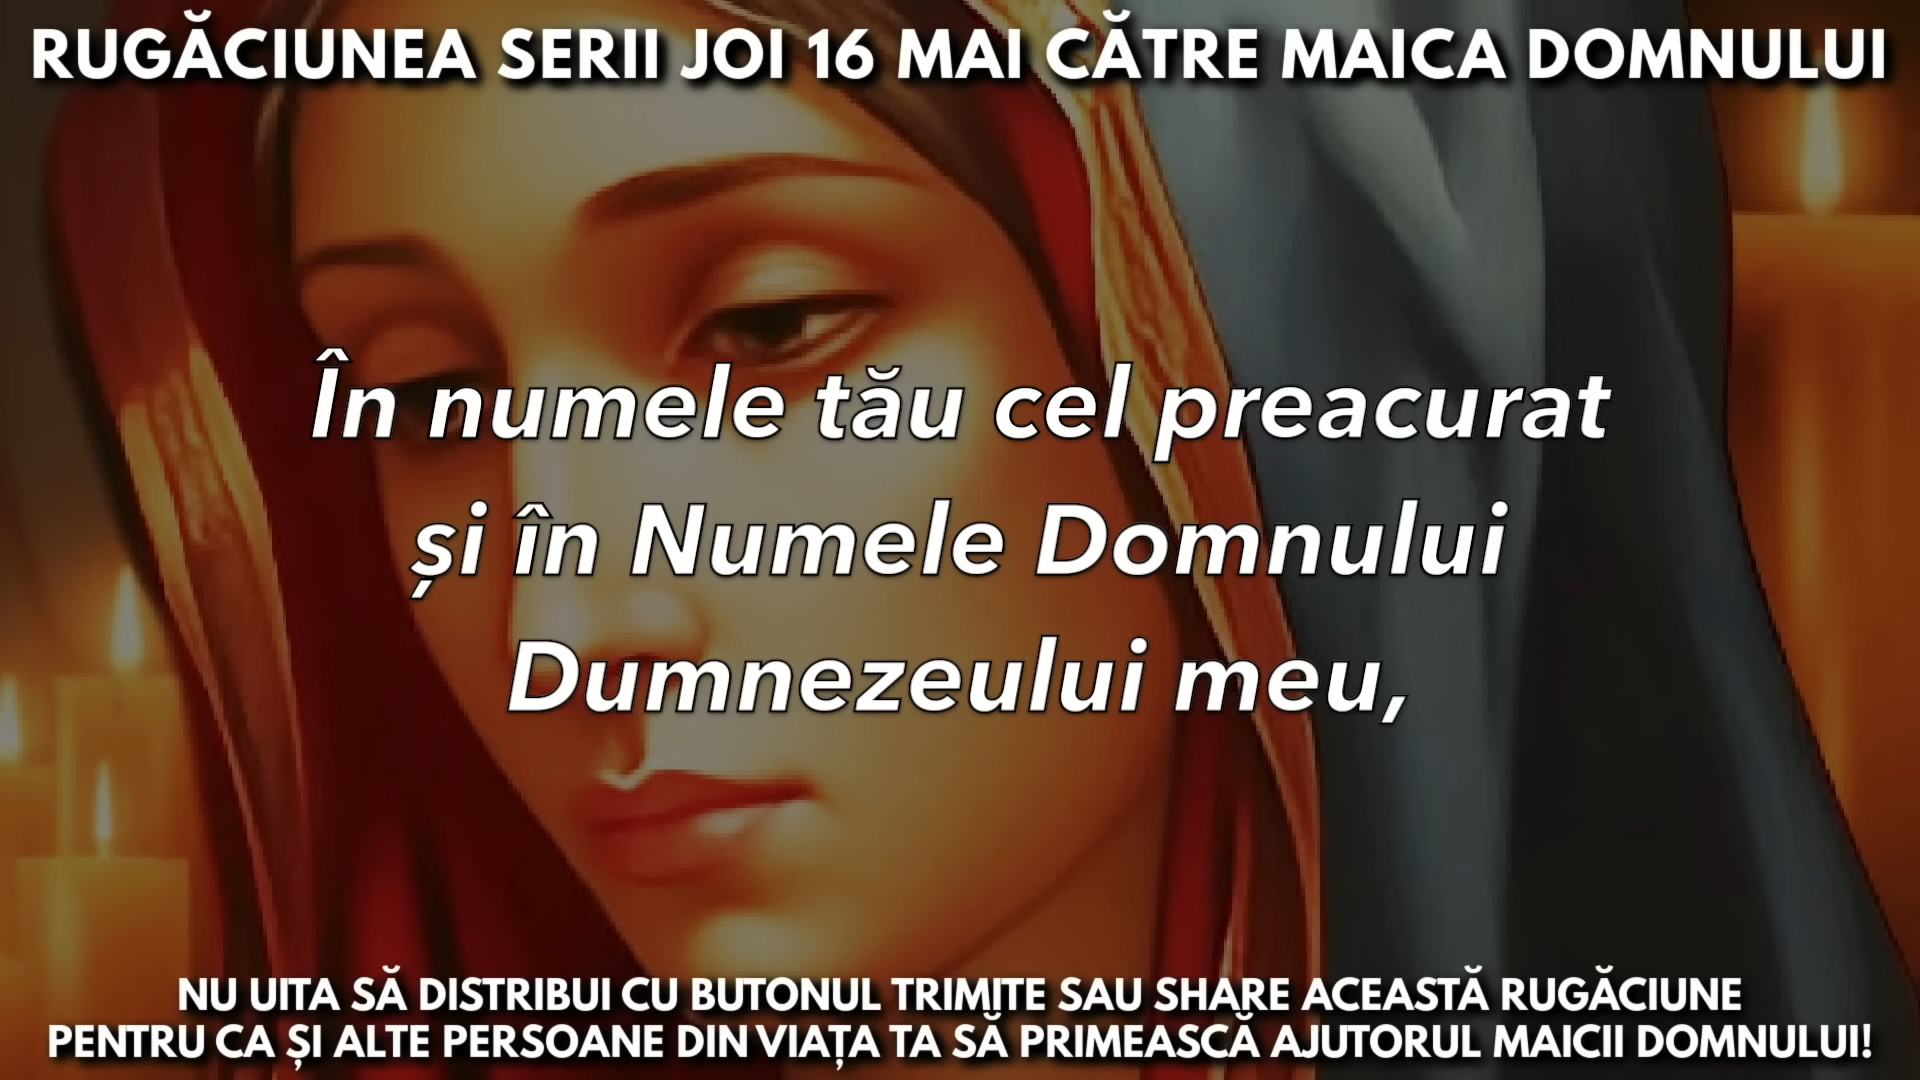 RUGĂCIUNEA SERII JOI 16 MAI CĂTRE MAICA DOMNULUI
În numele tău cel preacurat
și în Numele Domnului
Dumnezeului meu,
NU UITA SĂ DISTRIBUI CU BUTONUL TRIMITE SAU SHARE ACEASTĂ RUGĂCIUNE
PENTRU CA ȘI ALTE PERSOANE DIN VIAȚA TA SĂ PRIMEASCĂ AJUTORUL MAICII DOMNULUI!